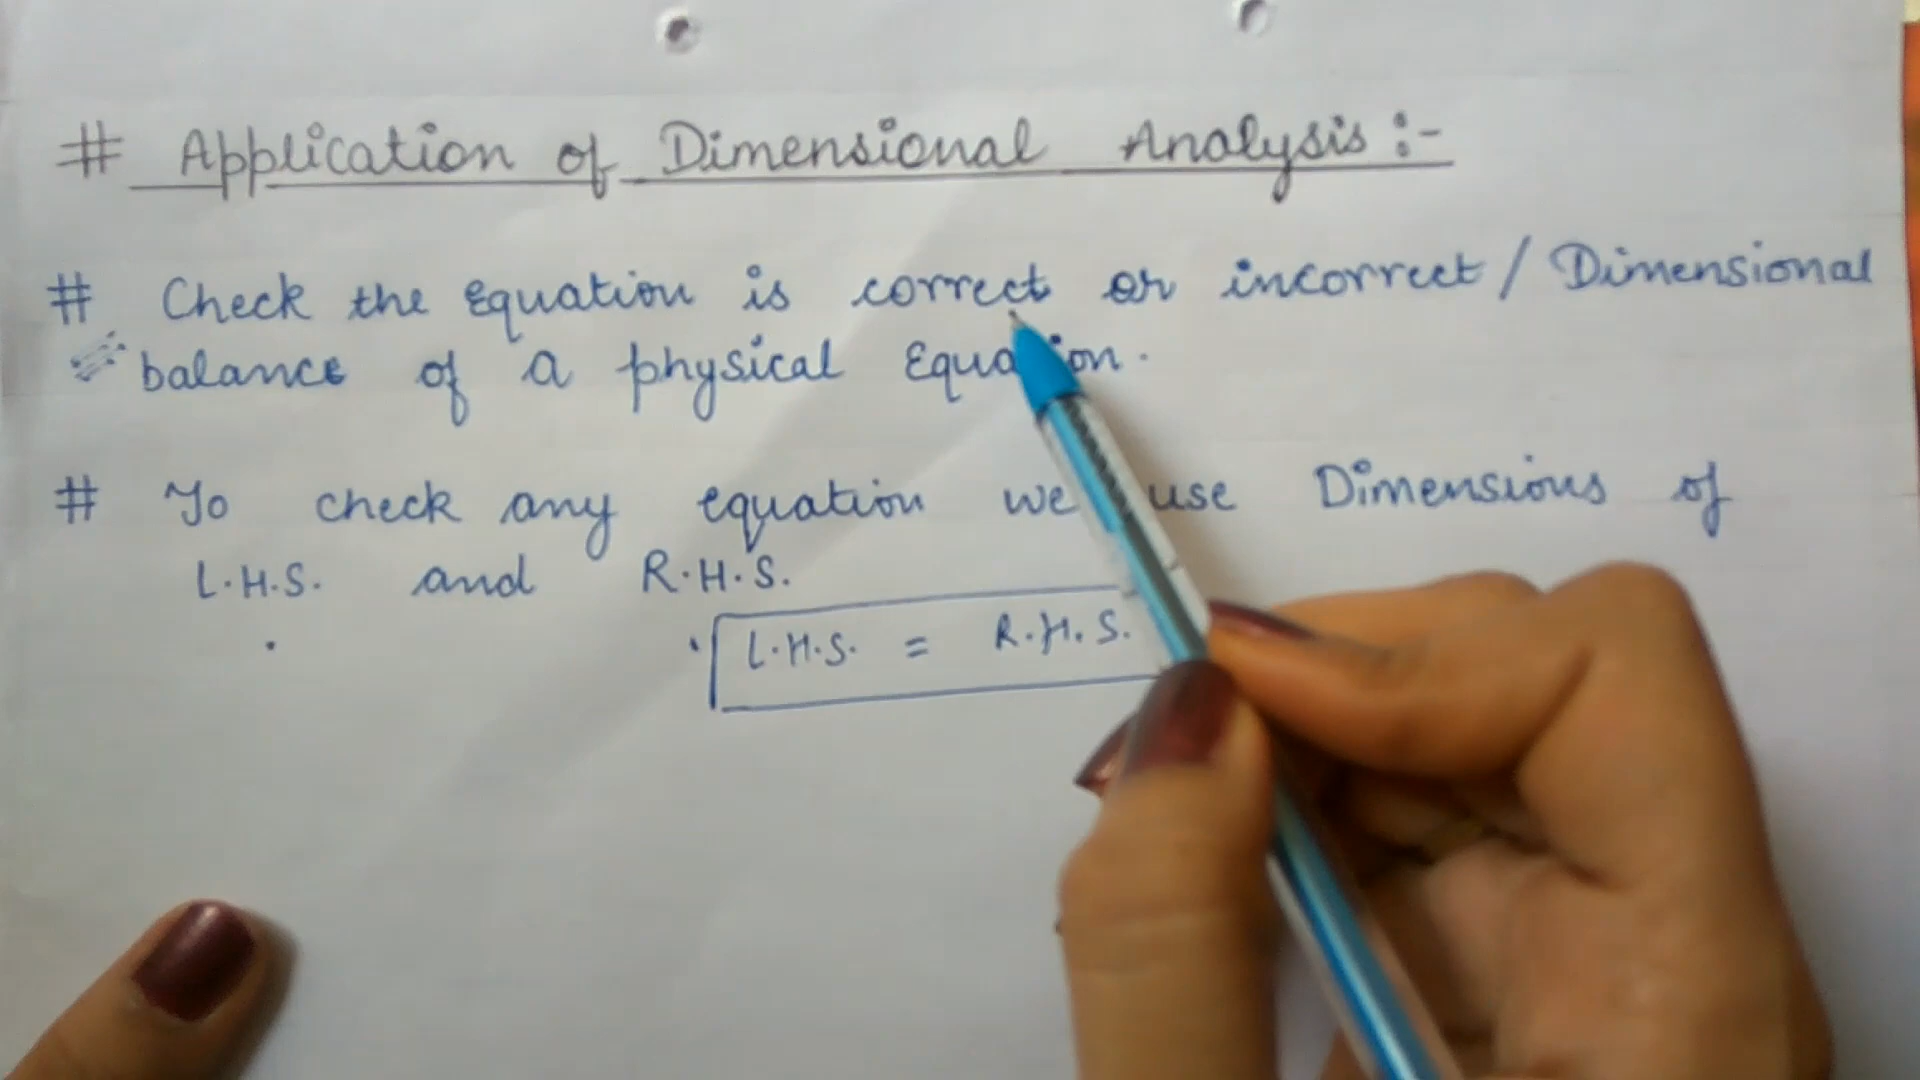 # Application of Dimensional Analysis :-
# Check the Equation is correct or incorrect / Dimensional
balance of a physical
# To check any equation we use Dimensions of
L.H.S. and R.H.S.
L.H.S. = R.H.S.